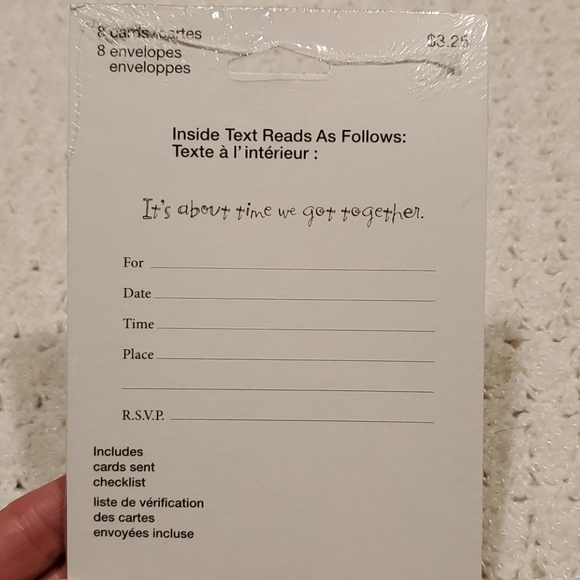 8 cards/cartes
$3.25
8 envelopes
enveloppes
Inside Text Reads As Follows:
Texte à l'intérieur :
It's about time we got together.
For
Date
Time
Place
R.S.V.P.
Includes
cards sent
checklist
liste de vérification
des cartes
envoyées incluse